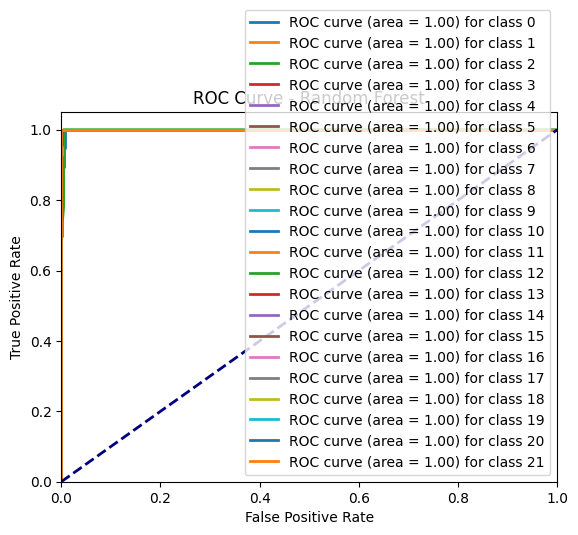 ROC curve (area = 1.00) for class 0
ROC curve (area = 1.00) for class 1
ROC curve (area = 1.00) for class 2
ROC curve (area = 1.00) for class 3
ROC Curve - Random Forest
ROC curve (area = 1.00) for class 4
ROC curve (area = 1.00) for class 5
ROC curve (area = 1.00) for class 6
ROC curve (area = 1.00) for class 7
ROC curve (area = 1.00) for class 8
ROC curve (area = 1.00) for class 9
ROC curve (area = 1.00) for class 10
ROC curve (area = 1.00) for class 11
ROC curve (area = 1.00) for class 12
ROC curve (area = 1.00) for class 13
ROC curve (area = 1.00) for class 14
ROC curve (area = 1.00) for class 15
ROC curve (area = 1.00) for class 16
ROC curve (area = 1.00) for class 17
ROC curve (area = 1.00) for class 18
ROC curve (area = 1.00) for class 19
ROC curve (area = 1.00) for class 20
ROC curve (area = 1.00) for class 21
True Positive Rate
1.0
0.8
0.6
0.4
0.2
0.0
0.0 0.2 0.4 0.6 0.8 1.0
False Positive Rate